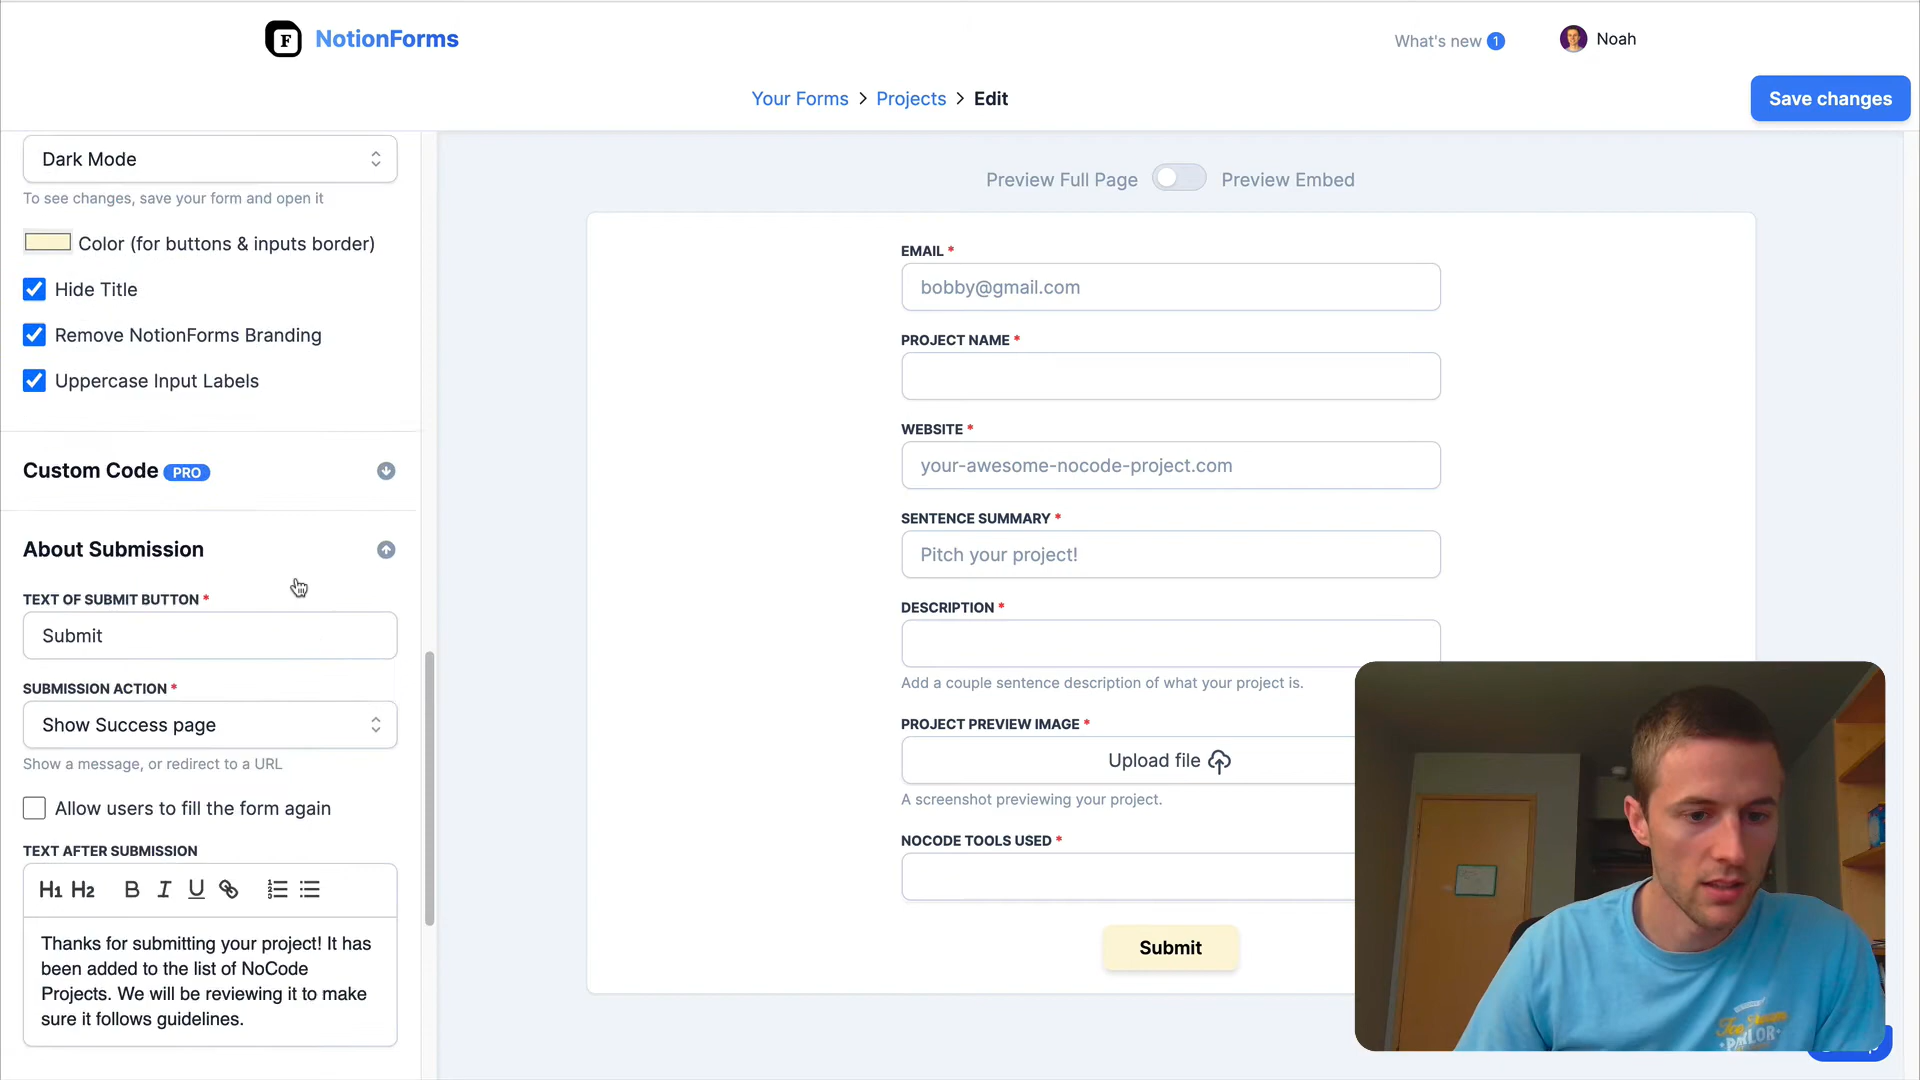 F NotionForms
What's new 1
Noah
Your Forms > Projects > Edit
Save changes
Dark Mode
To see changes, save your form and open it
Color (for buttons & inputs border)
Hide Title
Remove NotionForms Branding
Uppercase Input Labels
Custom Code PRO
About Submission
TEXT OF SUBMIT BUTTON *
Submit
SUBMISSION ACTION *
Show Success page
Show a message, or redirect to a URL
Allow users to fill the form again
TEXT AFTER SUBMISSION
H1 H2 B I U
Thanks for submitting your project! It has
been added to the list of NoCode
Projects. We will be reviewing it to make
sure it follows guidelines.
Preview Full Page
Preview Embed
EMAIL *
bobby@gmail.com
PROJECT NAME *
WEBSITE *
your-awesome-nocode-project.com
SENTENCE SUMMARY *
Pitch your project!
DESCRIPTION *
Add a couple sentence description of what your project is.
PROJECT PREVIEW IMAGE *
Upload file
A screenshot previewing your project.
NOCODE TOOLS USED *
Submit